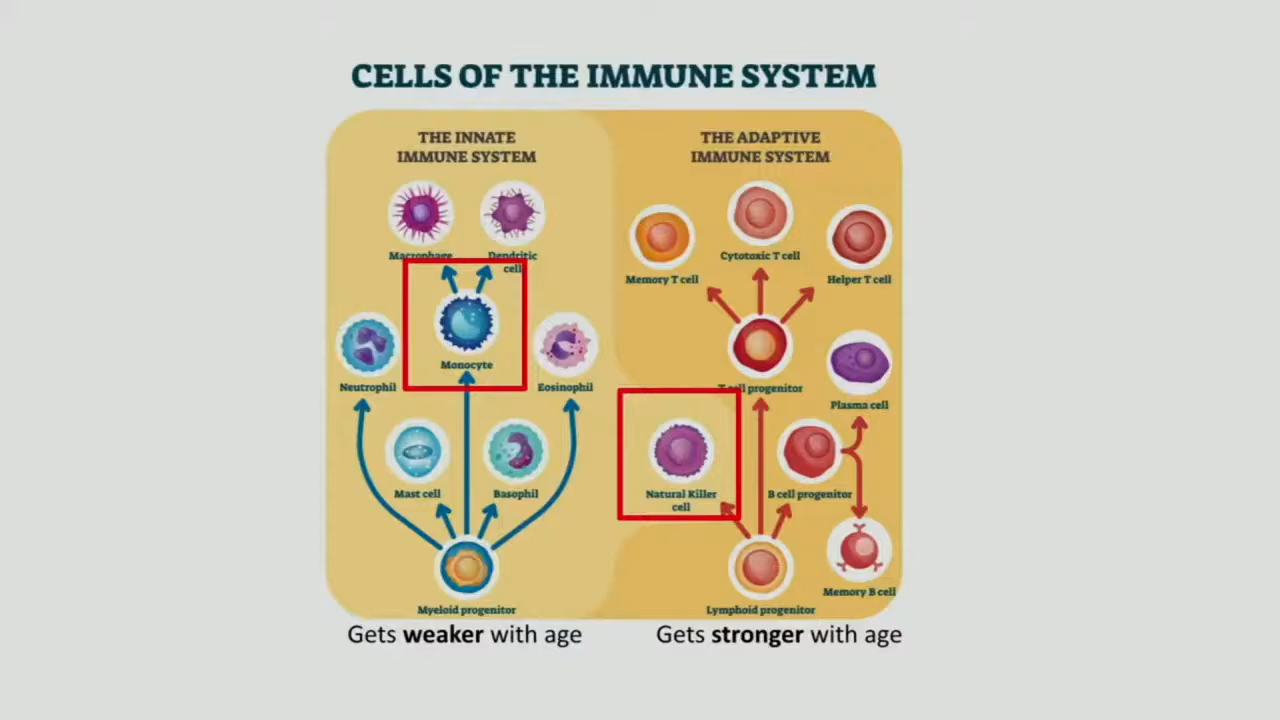 CELLS OF THE IMMUNE SYSTEM
THE INNATE
IMMUNE SYSTEM
Macrophage
Dendritic
cell
Monocyte
Neutrophil
Eosinophil
Mast cell
Basophil
Myeloid progenitor
Gets weaker with age
THE ADAPTIVE
IMMUNE SYSTEM
Memory T cell
Cytotoxic T cell
Helper T cell
T cell progenitor
Plasma cell
Natural Killer
cell
B cell progenitor
Memory B cell
Lymphoid progenitor
Gets stronger with age